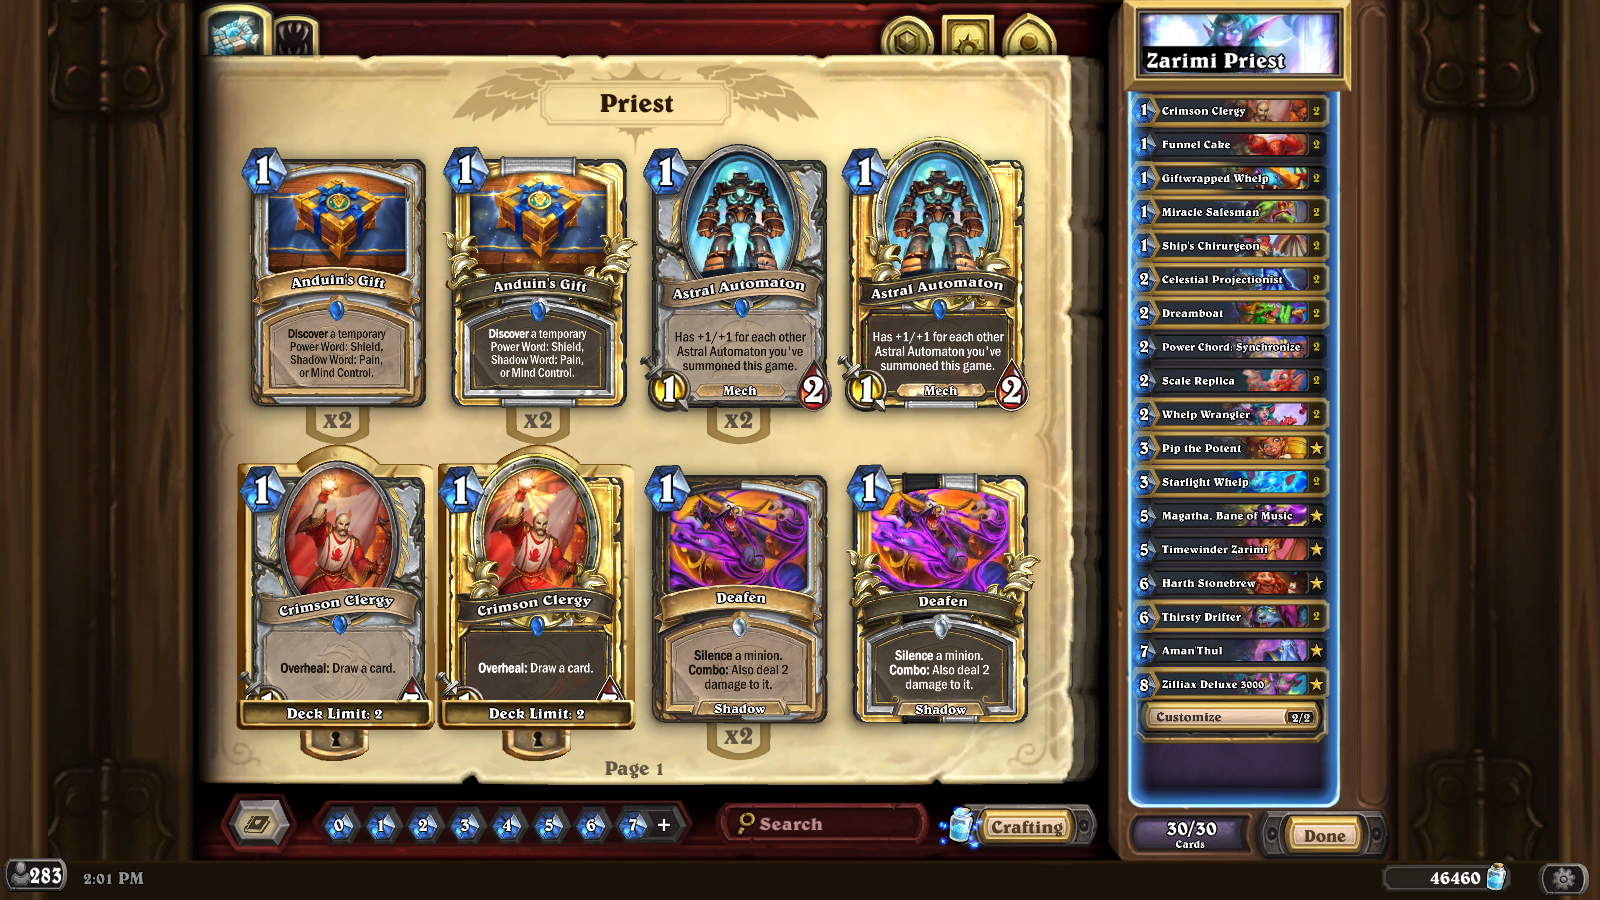 Priest
1
Anduin's Gift
Discover a temporary
Power Word: Shield,
Shadow Word: Pain,
or Mind Control.
x2
1
Anduin's Gift
Discover a temporary
Power Word: Shield,
Shadow Word: Pain,
or Mind Control.
x2
1
Astral Automaton
Has +1/+1 for each other
Astral Automaton you've
summoned this game.
1
Mech
2
x2
1
Astral Automaton
Has +1/+1 for each other
Astral Automaton you've
summoned this game.
1
Mech
2
1
Crimson Clergy
Overheal: Draw a card.
Deck Limit: 2
1
Crimson Clergy
Overheal: Draw a card.
Deck Limit: 2
1
Deafen
Silence a minion.
Combo: Also deal 2
damage to it.
Shadow
x2
1
Deafen
Silence a minion.
Combo: Also deal 2
damage to it.
Shadow
Page 1
0 1 2 3 4 5 6 7 +
Search
Crafting
Zarimi Priest
1 Crimson Clergy 2
1 Funnel Cake 2
1 Giftwrapped Whelp 2
1 Miracle Salesman 2
1 Ship's Chirurgeon 2
2 Celestial Projectionist 2
2 Dreamboat 2
2 Power Chord: Synchronize 2
2 Scale Replica 2
2 Whelp Wrangler 2
3 Pip the Potent
3 Starlight Whelp 2
5 Magatha, Bane of Music
5 Timewinder Zarimi
6 Harth Stonebrew
6 Thirsty Drifter 2
7 Aman'Thul
8 Zilliax Deluxe 3000
Customize 2/2
30/30
Cards
Done
283
2:01 PM
46460